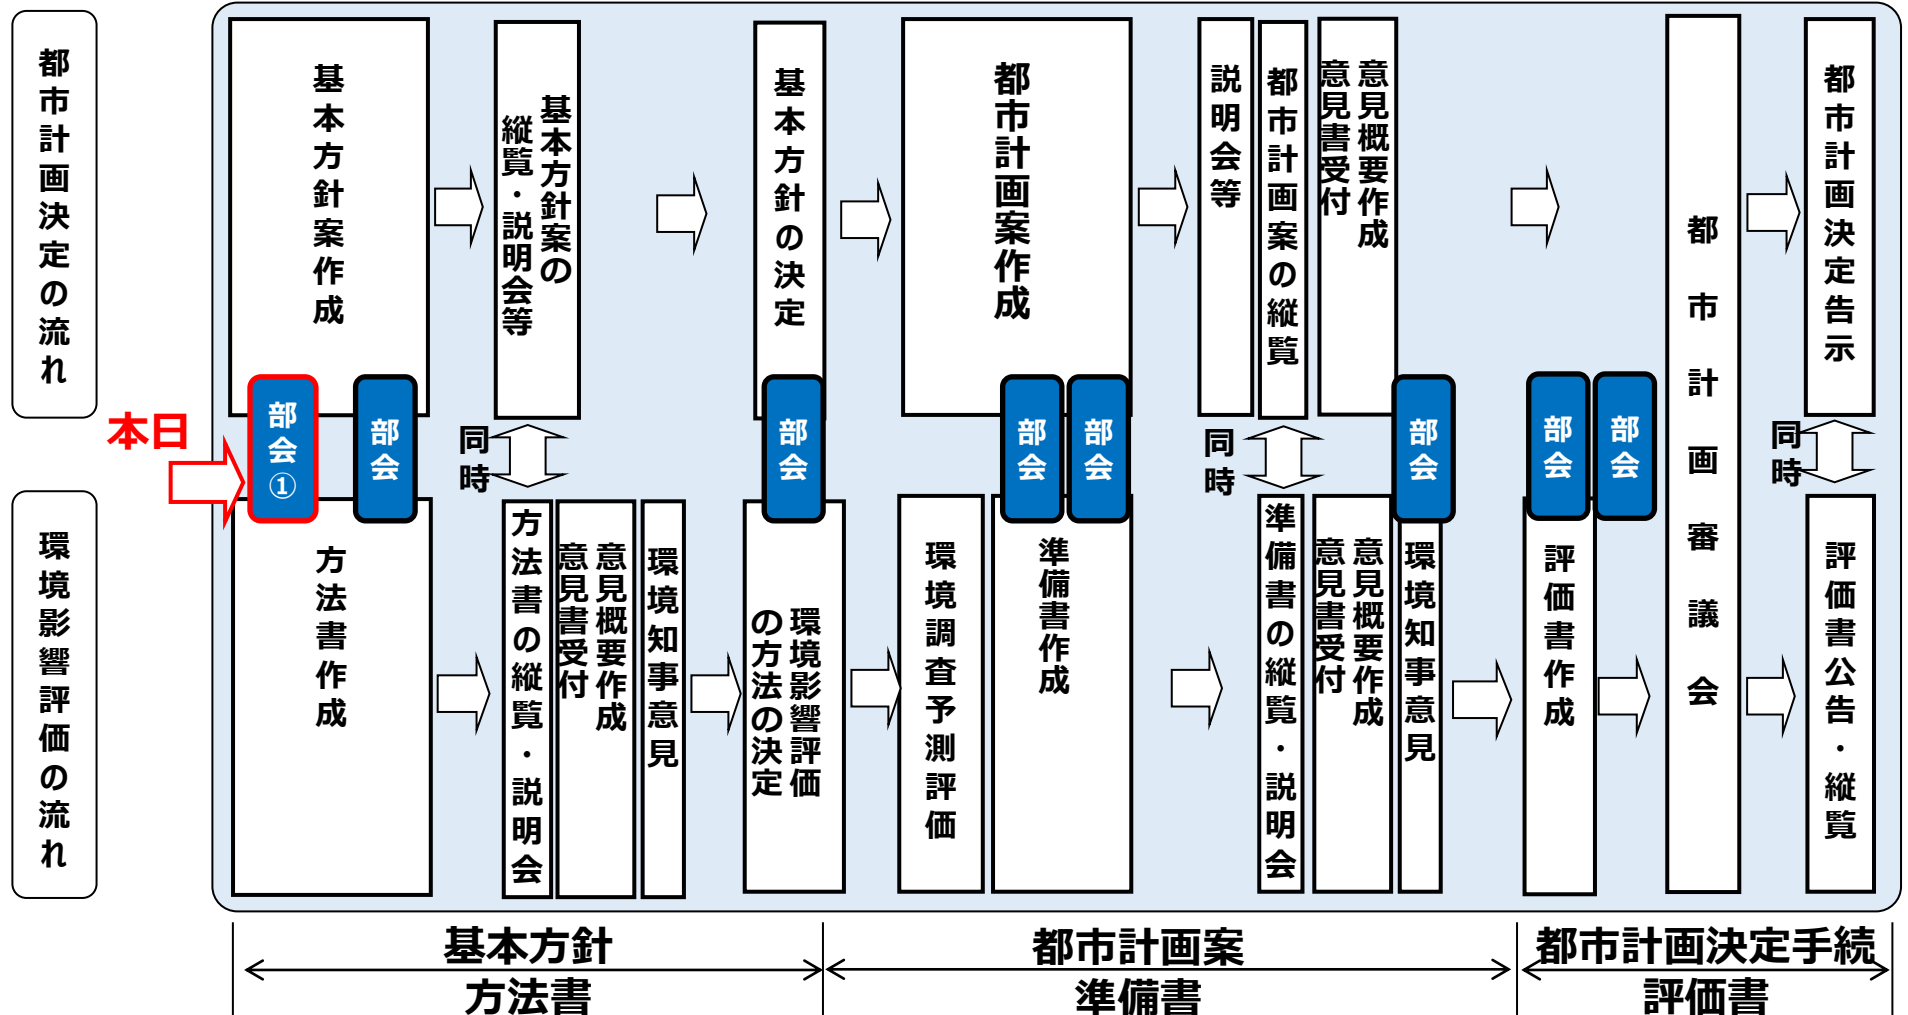 都市計画決定の流れ
基本方針案作成
基本方針案の
縦覧・説明会等
基本方針の決定
都市計画案作成
説明会等
都市計画案の縦覧
意見概要作成
意見書受付
都市計画審議会
都市計画決定告示
本日
部会①
部会
同時
部会
部会
部会
同時
部会
部会
部会
同時
環境影響評価の流れ
方法書作成
方法書の縦覧・説明会
意見概要作成
意見書受付
環境知事意見
環境影響評価
の方法の決定
環境調査予測評価
準備書作成
準備書の縦覧・説明会
意見概要作成
意見書受付
環境知事意見
評価書作成
評価書公告・縦覧
基本方針
方法書
都市計画案
準備書
都市計画決定手続
評価書